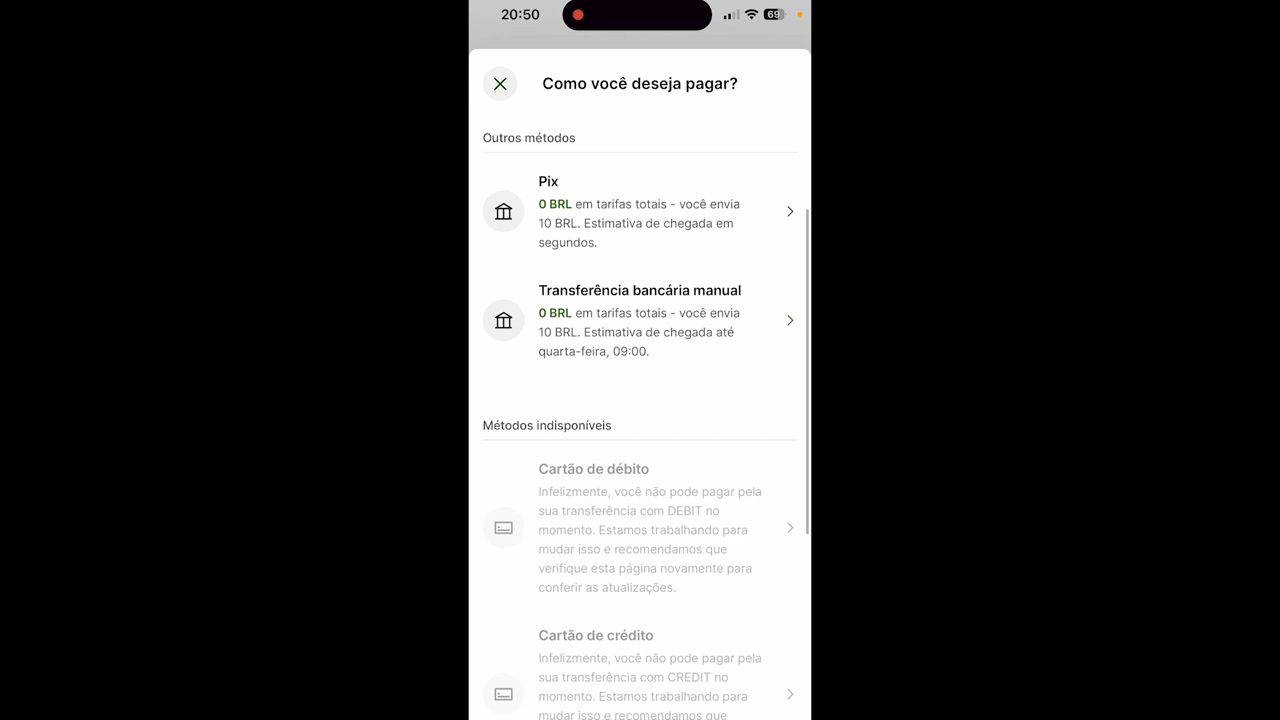 20:50
69
Como você deseja pagar?
Outros métodos
Pix
0 BRL em tarifas totais - você envia
10 BRL. Estimativa de chegada em
segundos.
Transferência bancária manual
0 BRL em tarifas totais - você envia
10 BRL. Estimativa de chegada até
quarta-feira, 09:00.
Métodos indisponíveis
Cartão de débito
Infelizmente, você não pode pagar pela
sua transferência com DEBIT no
momento. Estamos trabalhando para
mudar isso e recomendamos que
verifique esta página novamente para
conferir as atualizações.
Cartão de crédito
Infelizmente, você não pode pagar pela
sua transferência com CREDIT no
momento. Estamos trabalhando para
mudar isso e recomendamos que